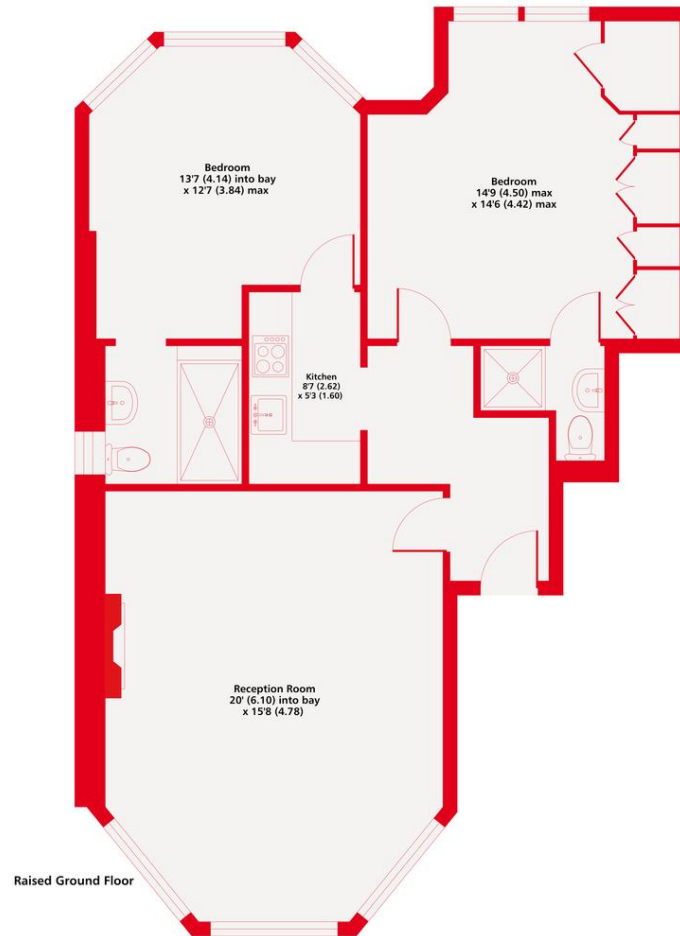 Bedroom
13'7 (4.14) into bay
x 12'7 (3.84) max
Bedroom
14'9 (4.50) max
x 14'6 (4.42) max
Kitchen
8'7 (2.62)
x 5'3 (1.60)
Reception Room
20' (6.10) into bay
x 15'8 (4.78)
Raised Ground Floor